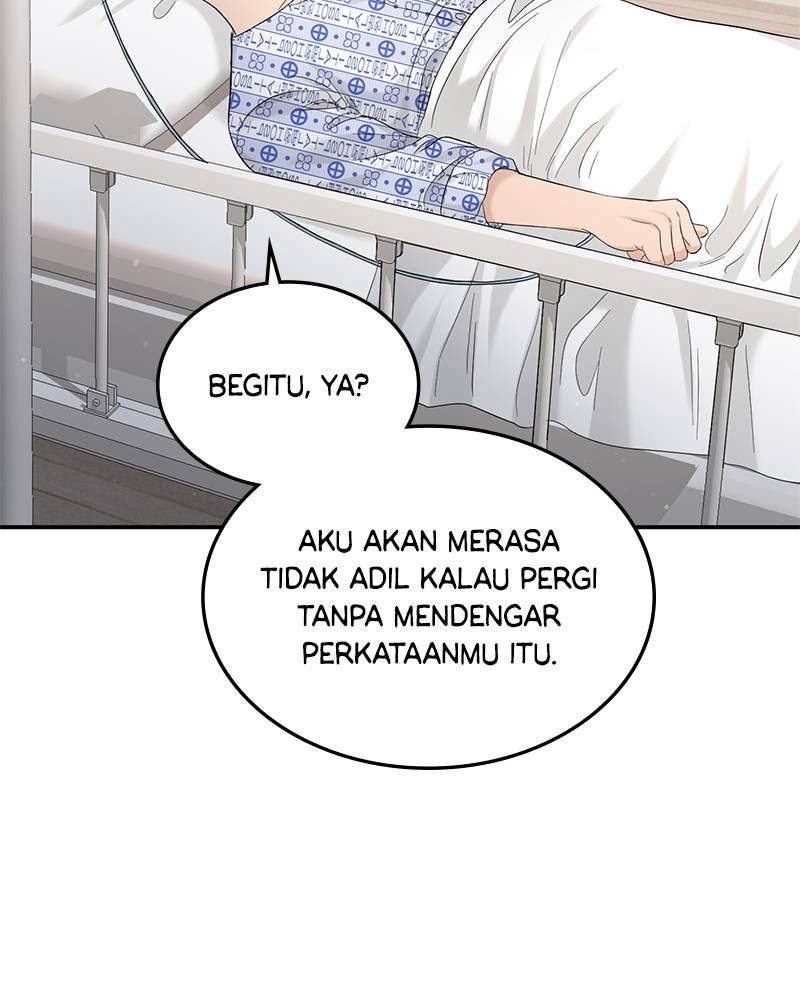 BEGITU, YA?
AKU AKAN MERASA
TIDAK ADIL KALAU PERGI
TANPA MENDENGAR
PERKATAANMU ITU.